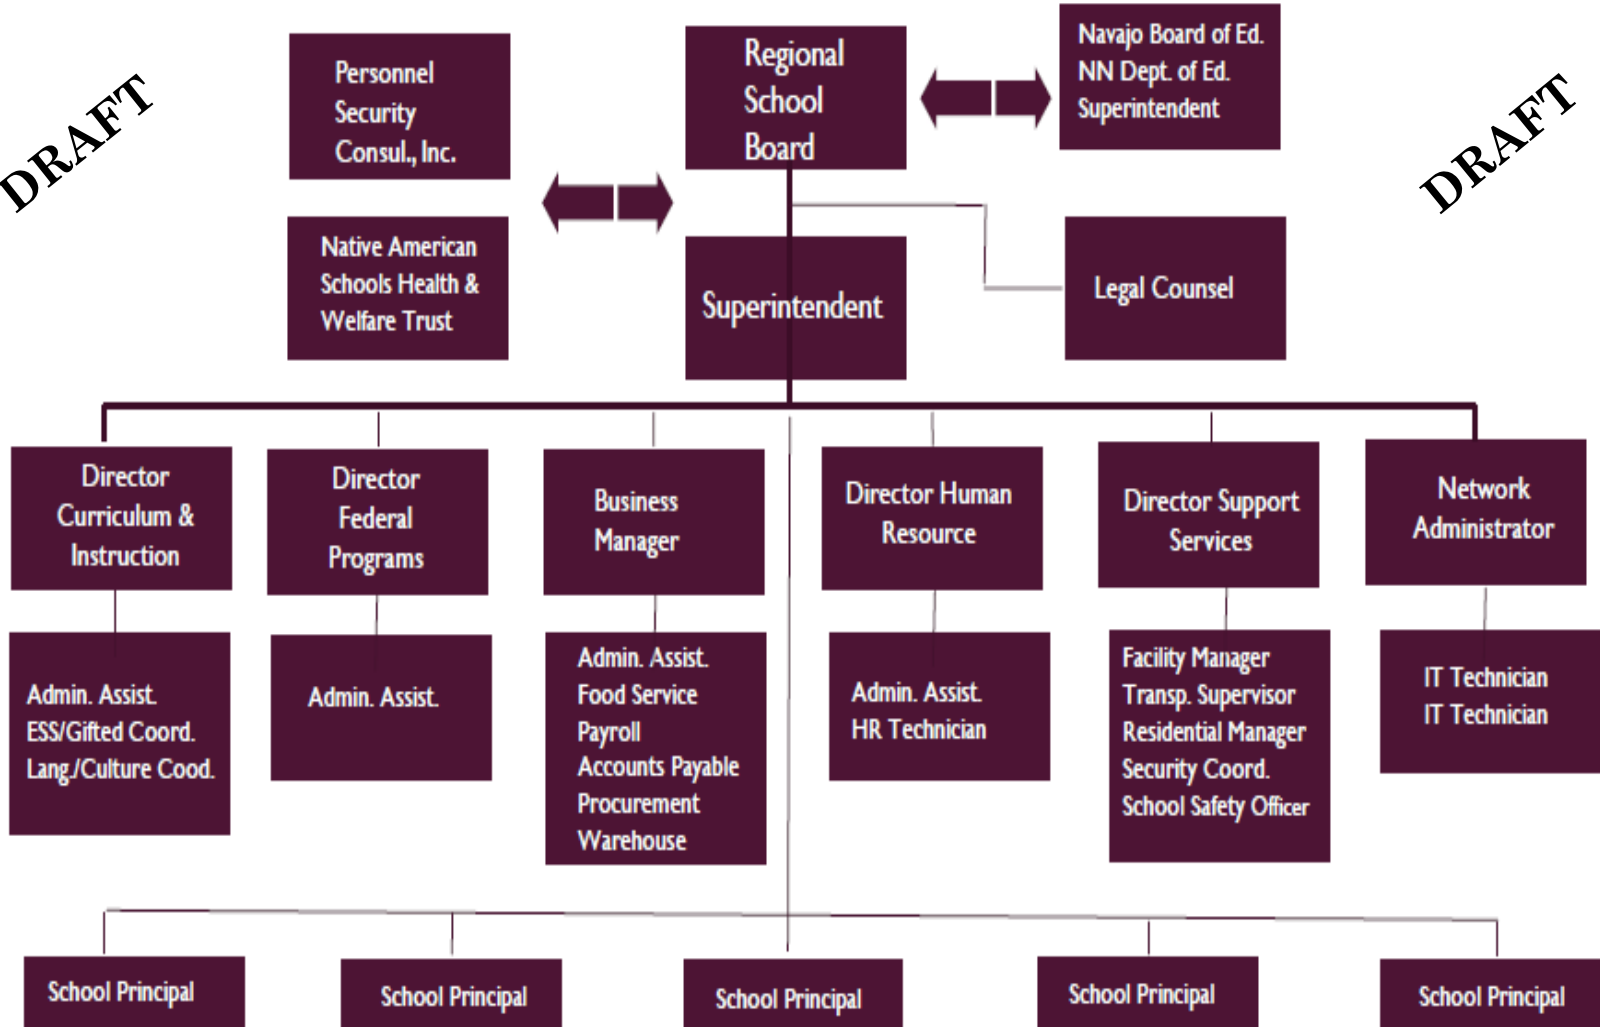 DRAFT
DRAFT
Personnel
Security
Consul., Inc.
Regional
School
Board
Navajo Board of Ed.
NN Dept. of Ed.
Superintendent
Native American
Schools Health &
Welfare Trust
Superintendent
Legal Counsel
Director
Curriculum &
Instruction
Director
Federal
Programs
Business
Manager
Director Human
Resource
Director Support
Services
Network
Administrator
Admin. Assist.
ESS/Gifted Coord.
Lang./Culture Cood.
Admin. Assist.
Admin. Assist.
Food Service
Payroll
Accounts Payable
Procurement
Warehouse
Admin. Assist.
HR Technician
Facility Manager
Transp. Supervisor
Residential Manager
Security Coord.
School Safety Officer
IT Technician
IT Technician
School Principal
School Principal
School Principal
School Principal
School Principal